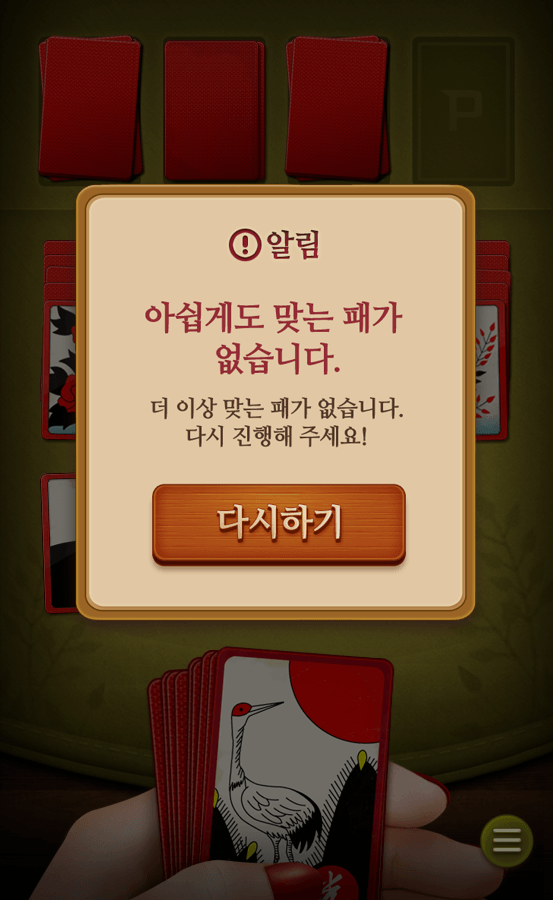 P
알림
아쉽게도 맞는 패가
없습니다.
더 이상 맞는 패가 없습니다.
다시 진행해 주세요!
다시하기
光